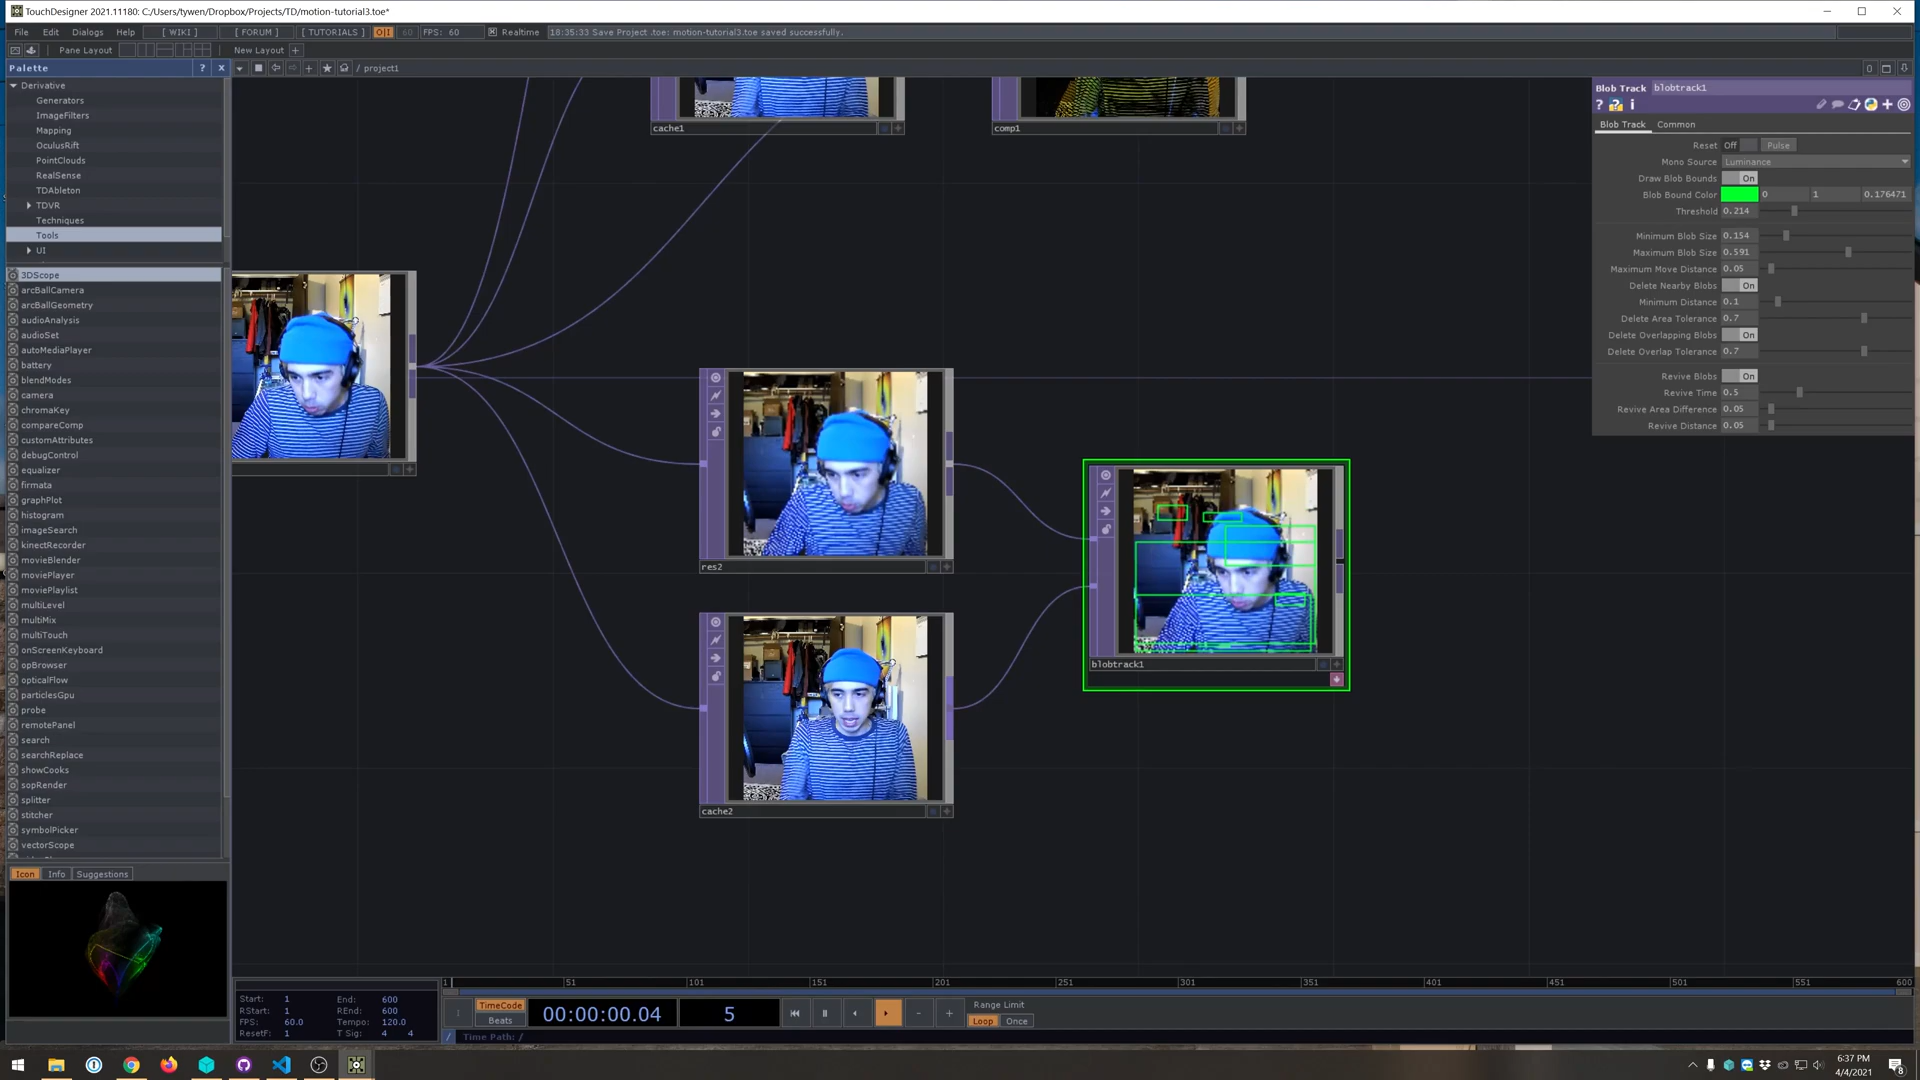 TouchDesigner 2021.11180: C:/Users/tywen/Dropbox/Projects/TD/motion-tutorial3.toe*
File Edit Dialogs Help [ WIKI ] [ FORUM ] [ TUTORIALS ] O|I 60 FPS: 60 Realtime 18:35:33 Save Project .toe: motion-tutorial3.toe saved successfully.
Pane Layout New Layout +
Palette ? x / project1 0
Derivative
Generators
ImageFilters
Mapping
OculusRift
PointClouds
RealSense
TDAbleton
TDVR
Techniques
Tools
UI
3DScope
arcBallCamera
arcBallGeometry
audioAnalysis
audioSet
autoMediaPlayer
battery
blendModes
camera
chromaKey
compareComp
customAttributes
debugControl
equalizer
firmata
graphPlot
histogram
imageSearch
kinectRecorder
movieBlender
moviePlayer
moviePlaylist
multiLevel
multiMix
multiTouch
onScreenKeyboard
opBrowser
opticalFlow
particlesGpu
probe
remotePanel
search
searchReplace
showCooks
sopRender
splitter
stitcher
symbolPicker
vectorScope
Icon Info Suggestions
cache1
comp1
res2
cache2
blobtrack1
Blob Track blobtrack1
? i
Blob Track Common
Reset Off Pulse
Mono Source Luminance
Draw Blob Bounds On
Blob Bound Color 0 1 0.176471
Threshold 0.214
Minimum Blob Size 0.154
Maximum Blob Size 0.591
Maximum Move Distance 0.05
Delete Nearby Blobs On
Minimum Distance 0.1
Delete Area Tolerance 0.7
Delete Overlapping Blobs On
Delete Overlap Tolerance 0.7
Revive Blobs On
Revive Time 0.5
Revive Area Difference 0.05
Revive Distance 0.05
1 51 101 151 201 251 301 351 401 451 501 551 600
Start: 1 End: 600
RStart: 1 REnd: 600
FPS: 60.0 Tempo: 120.0
ResetF: 1 T Sig: 4 4
TimeCode
Beats
00:00:00.04 5
- +
Range Limit
Loop Once
/ Time Path: /
6:37 PM
4/4/2021
8